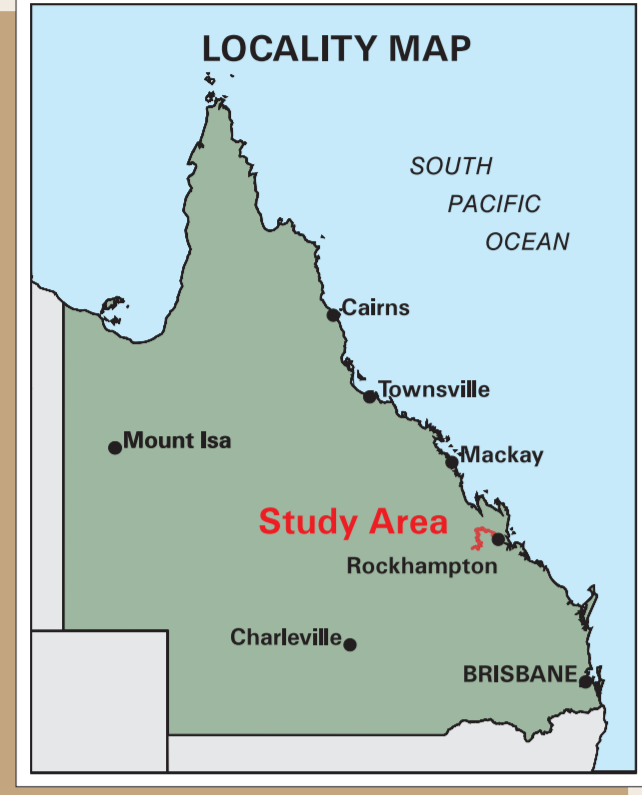 LOCALITY MAP
SOUTH
PACIFIC
OCEAN
Cairns
Townsville
Mount Isa
Mackay
Study Area
Rockhampton
Charleville
BRISBANE